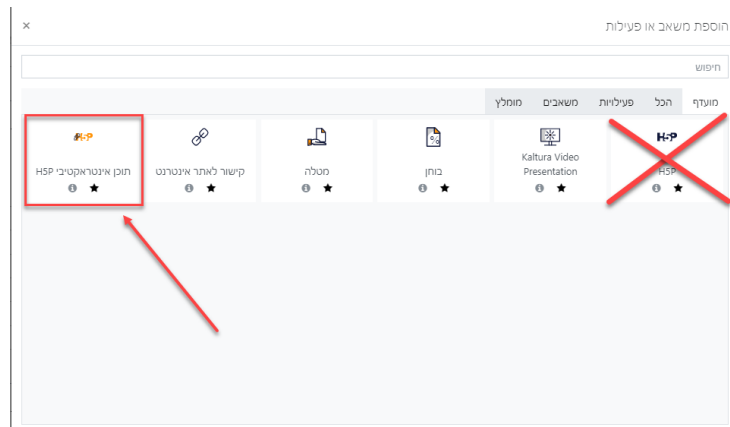 הוספת משאב או פעילות
×
חיפוש
מועדף הכל פעילויות משאבים מומלץ
H5P
H5P
Kaltura Video
Presentation
בוחן
מטלה
קישור לאתר אינטרנט
H5P
תוכן אינטראקטיבי H5P